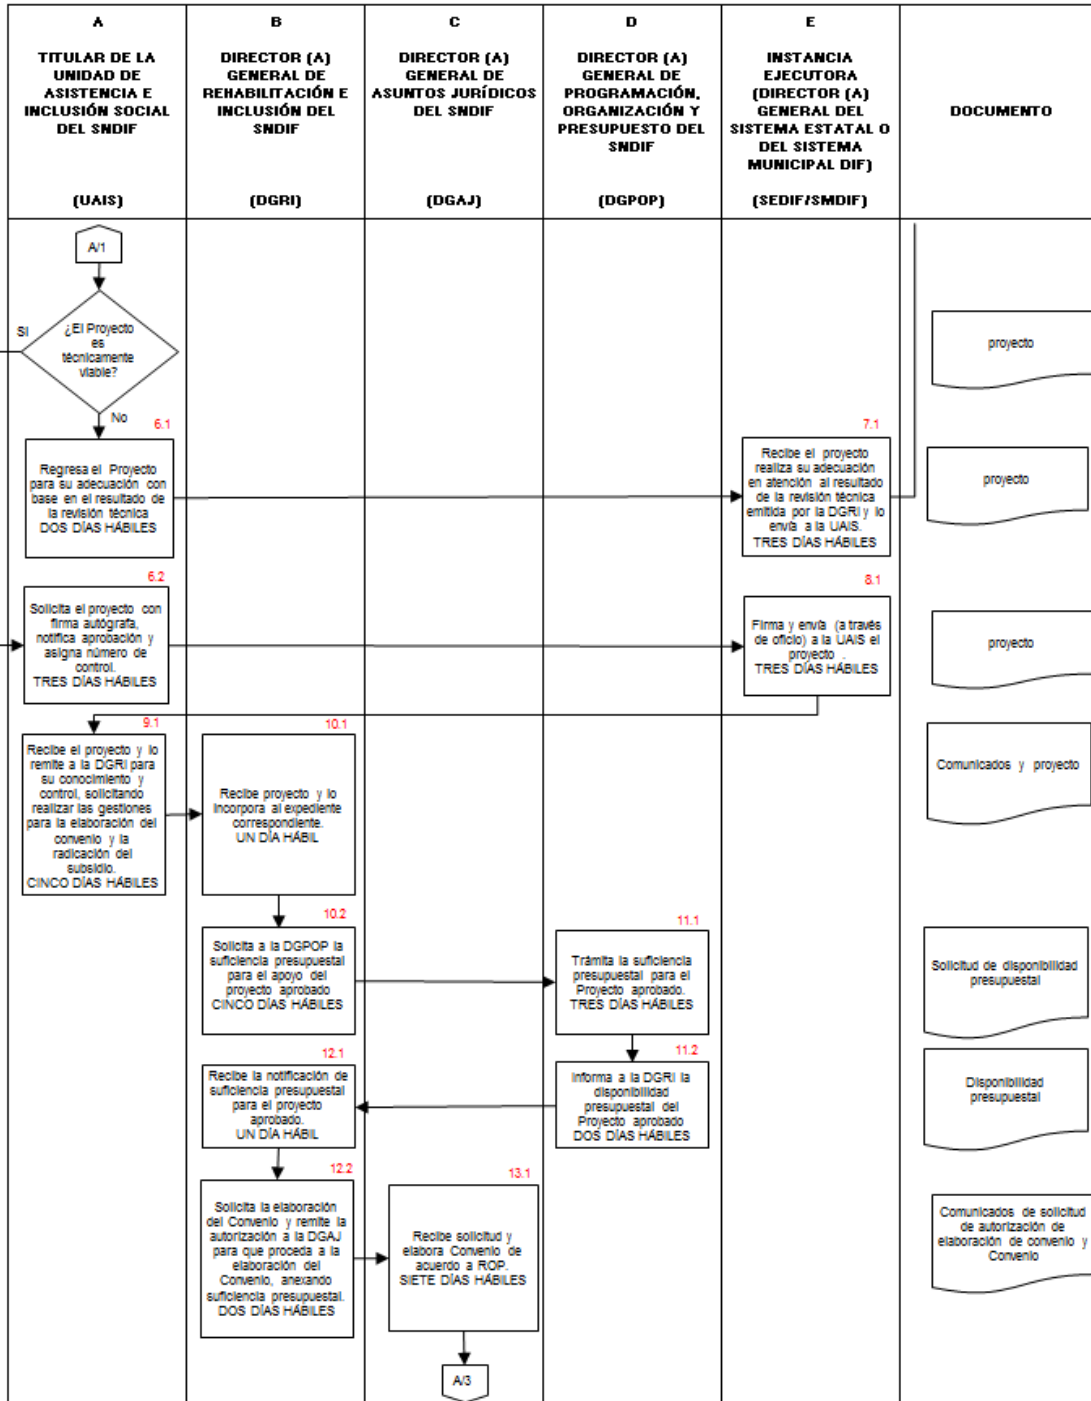 A
TITULAR DE LA
UNIDAD DE
ASISTENCIA E
INCLUSIÓN SOCIAL
DEL SNDIF
(UAIS)
B
DIRECTOR (A)
GENERAL DE
REHABILITACIÓN E
INCLUSIÓN DEL
SNDIF
(DGRI)
C
DIRECTOR (A)
GENERAL DE
ASUNTOS JURÍDICOS
DEL SNDIF
(DGAJ)
D
DIRECTOR (A)
GENERAL DE
PROGRAMACIÓN,
ORGANIZACIÓN Y
PRESUPUESTO DEL
SNDIF
(DGPOP)
E
INSTANCIA
EJECUTORA
(DIRECTOR (A)
GENERAL DEL
SISTEMA ESTATAL O
DEL SISTEMA
MUNICIPAL DIF)
(SEDIF/SMDIF)
DOCUMENTO
A/1
SI
¿El Proyecto
es
técnicamente
viable?
No
proyecto
6.1
Regresa el Proyecto
para su adecuación con
base en el resultado de
la revisión técnica
DOS DÍAS HÁBILES
7.1
Recibe el proyecto
realiza su adecuación
en atención al resultado
de la revisión técnica
emitida por la DGRI y lo
envía a la UAIS.
TRES DÍAS HÁBILES
proyecto
6.2
Solicita el proyecto con
firma autógrafa,
notifica aprobación y
asigna número de
control.
TRES DÍAS HÁBILES
8.1
Firma y envía (a través
de oficio) a la UAIS el
proyecto .
TRES DÍAS HÁBILES
proyecto
9.1
Recibe el proyecto y lo
remite a la DGRI para
su conocimiento y
control, solicitando
realizar las gestiones
para la elaboración del
convenio y la
radicación del
subsidio.
CINCO DÍAS HÁBILES
10.1
Recibe proyecto y lo
incorpora al expediente
correspondiente.
UN DÍA HÁBIL
Comunicados y proyecto
10.2
Solicita a la DGPOP la
suficiencia presupuestal
para el apoyo del
proyecto aprobado
CINCO DÍAS HÁBILES
11.1
Trámita la suficiencia
presupuestal para el
Proyecto aprobado.
TRES DÍAS HÁBILES
Solicitud de disponibilidad
presupuestal
12.1
Recibe la notificación de
suficiencia presupuestal
para el proyecto
aprobado.
UN DÍA HÁBIL
11.2
Informa a la DGRI la
disponibilidad
presupuestal del
Proyecto aprobado
DOS DÍAS HÁBILES
Disponibilidad
presupuestal
12.2
Solicita la elaboración
del Convenio y remite la
autorización a la DGAJ
para que proceda a la
elaboración del
Convenio, anexando
suficiencia presupuestal.
DOS DÍAS HÁBILES
13.1
Recibe solicitud y
elabora Convenio de
acuerdo a ROP.
SIETE DÍAS HÁBILES
Comunicados de solicitud
de autorización de
elaboración de convenio y
Convenio
A/3